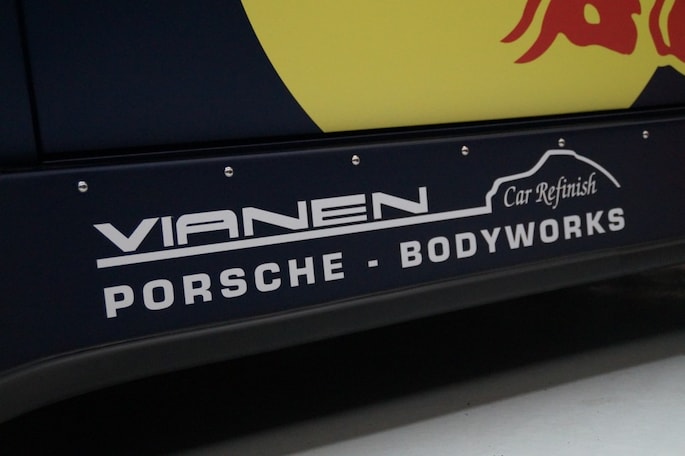 VIANEN
Car Refinish
PORSCHE - BODYWORKS